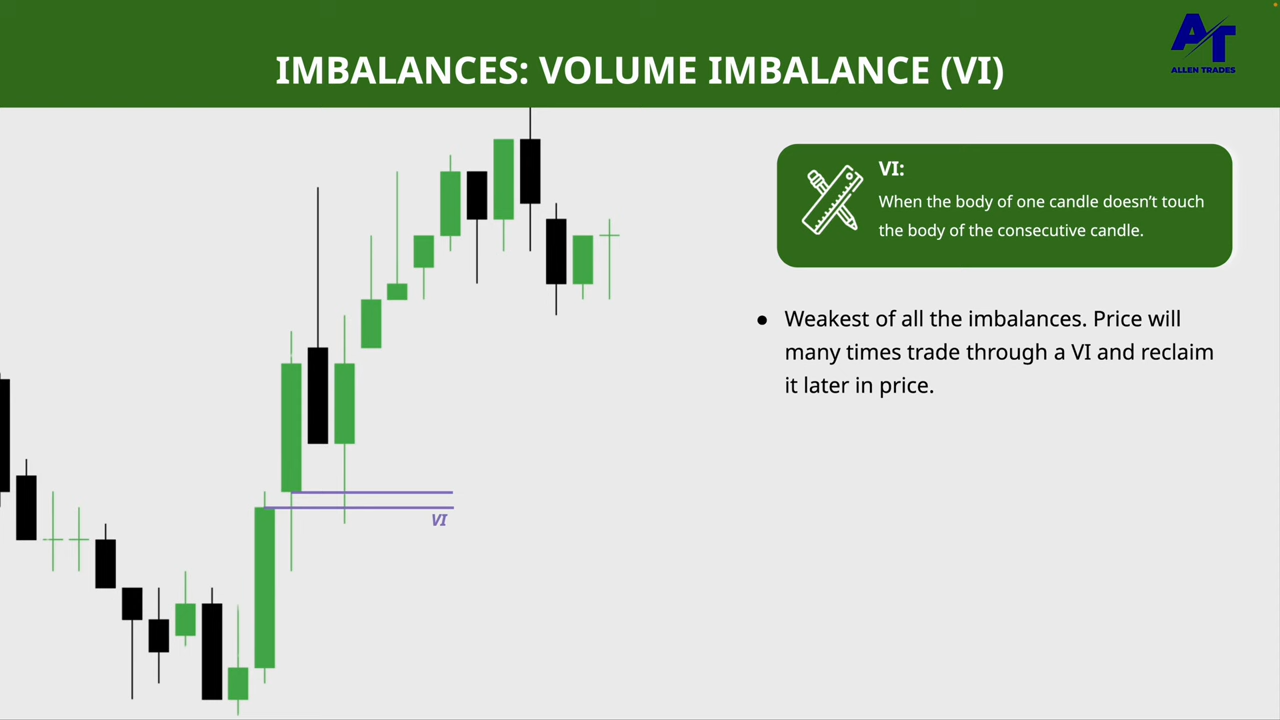 IMBALANCES: VOLUME IMBALANCE (VI)
AT
ALLEN TRADES
VI:
When the body of one candle doesn't touch
the body of the consecutive candle.
● Weakest of all the imbalances. Price will
many times trade through a VI and reclaim
it later in price.
VI